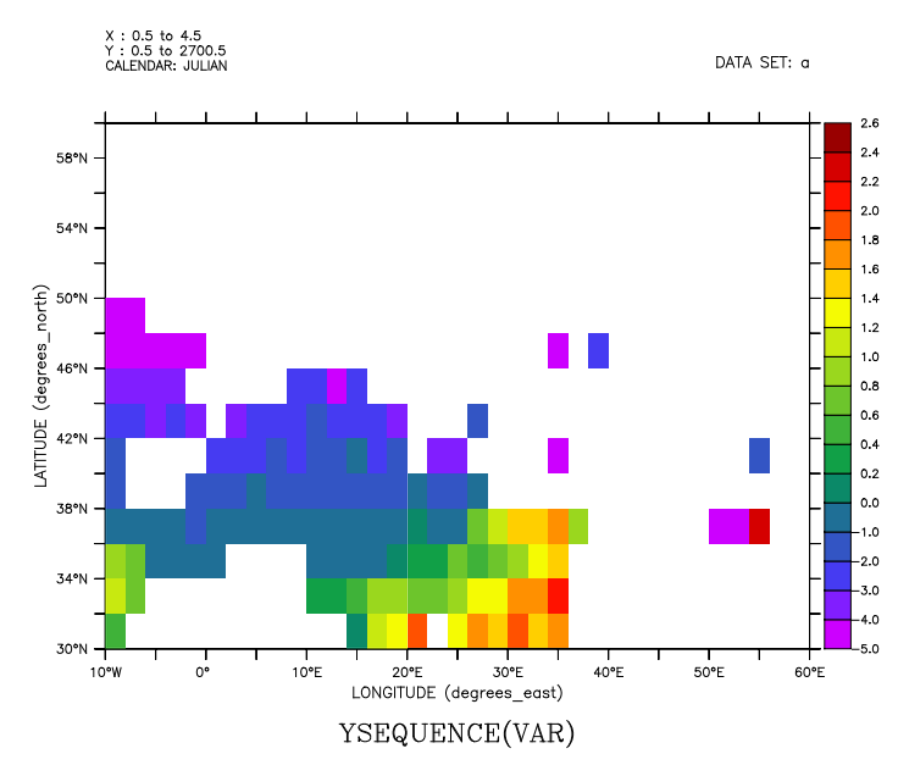 X : 0.5 to 4.5
Y : 0.5 to 2700.5
CALENDAR: JULIAN
DATA SET: a
58°N
54°N
50°N
46°N
42°N
38°N
34°N
30°N
LATITUDE (degrees_north)
10°W 0° 10°E 20°E 30°E 40°E 50°E 60°E
LONGITUDE (degrees_east)
2.6
2.4
2.2
2.0
1.8
1.6
1.4
1.2
1.0
0.8
0.6
0.4
0.2
0.0
-1.0
-2.0
-3.0
-4.0
-5.0
YSEQUENCE(VAR)